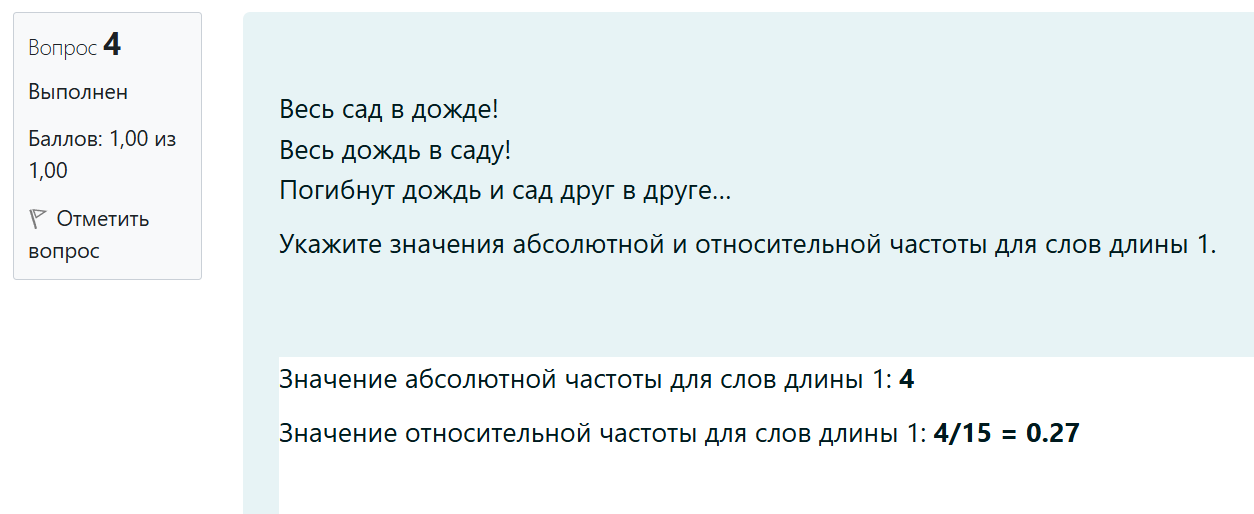 Вопрос 4
Выполнен
Баллов: 1,00 из
1,00
Отметить
вопрос
Весь сад в дожде!
Весь дождь в саду!
Погибнут дождь и сад друг в друге...
Укажите значения абсолютной и относительной частоты для слов длины 1.
Значение абсолютной частоты для слов длины 1: 4
Значение относительной частоты для слов длины 1: 4/15 = 0.27